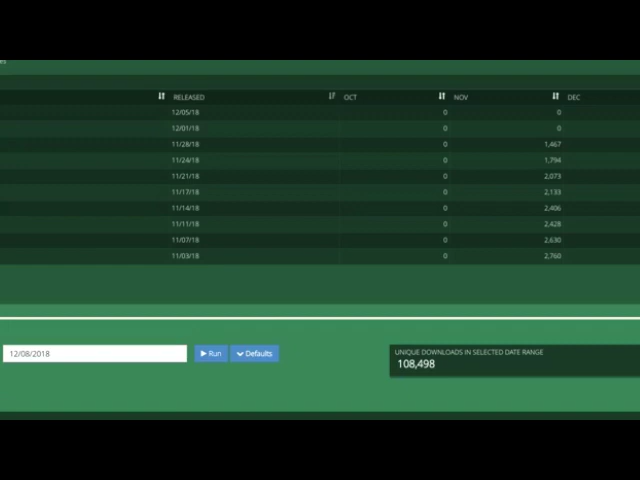 RELEASED OCT NOV DEC
12/05/18 0 0
12/01/18 0 0
11/28/18 0 1,467
11/24/18 0 1,794
11/21/18 0 2,073
11/17/18 0 2,133
11/14/18 0 2,406
11/11/18 0 2,428
11/07/18 0 2,630
11/03/18 0 2,760
12/08/2018 Run Defaults
UNIQUE DOWNLOADS IN SELECTED DATE RANGE
108,498